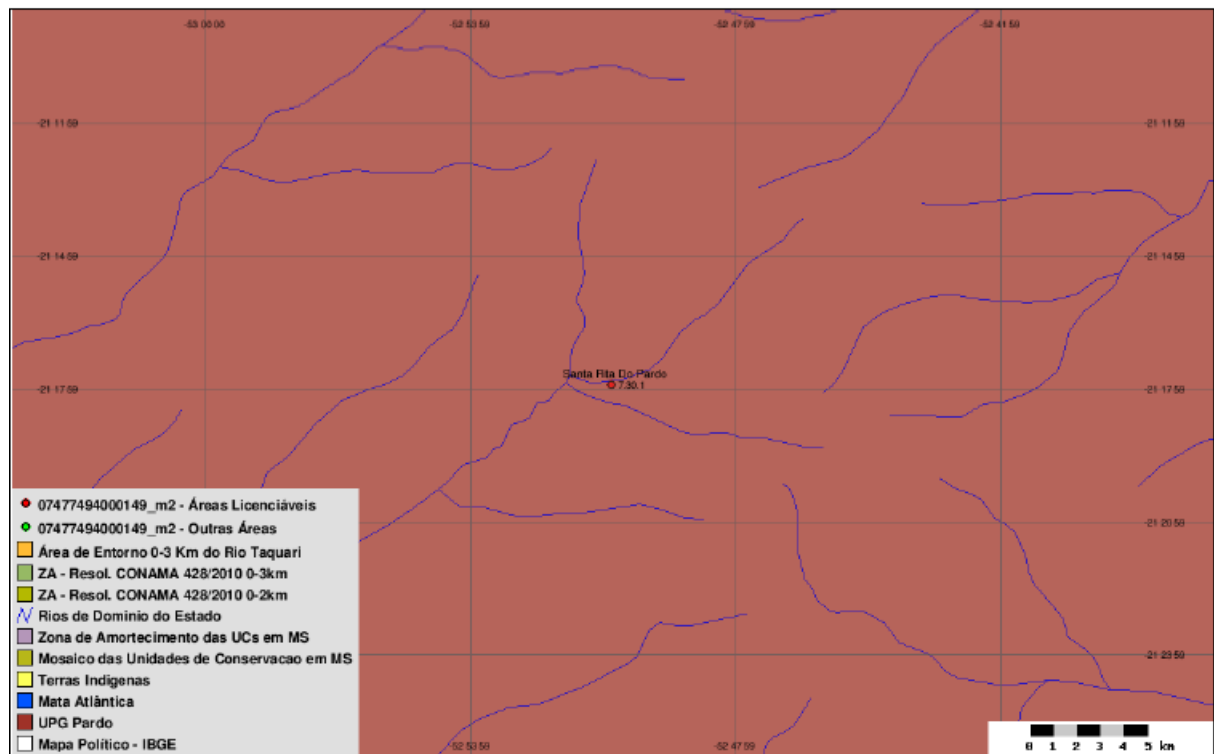 -53 00 00 -52 53 59 -52 47 59 -52 41 59
-21 11 59 -21 11 59
-21 14 59 -21 14 59
Santa Rita Do Pardo
7.30.1
-21 17 59 -21 17 59
-21 20 59
-21 23 59
07477494000149_m2 - Áreas Licenciáveis
07477494000149_m2 - Outras Áreas
Área de Entorno 0-3 Km do Rio Taquari
ZA - Resol. CONAMA 428/2010 0-3km
ZA - Resol. CONAMA 428/2010 0-2km
Rios de Domínio do Estado
Zona de Amortecimento das UCs em MS
Mosaico das Unidades de Conservacao em MS
Terras Indígenas
Mata Atlântica
UPG Pardo
Mapa Político - IBGE
-52 53 59 -52 47 59
0 1 2 3 4 5 km